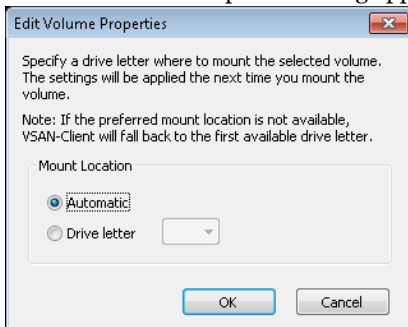 Edit Volume Properties
Specify a drive letter where to mount the selected volume.
The settings will be applied the next time you mount the
volume.
Note: If the preferred mount location is not available,
VSAN-Client will fall back to the first available drive letter.
Mount Location
Automatic
Drive letter
OK Cancel